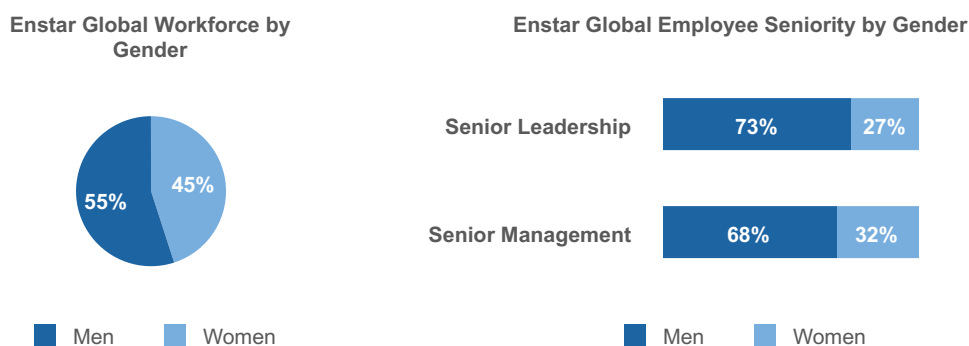 Enstar Global Workforce by
Gender
55%
45%
Men
Women
Enstar Global Employee Seniority by Gender
Senior Leadership
73%
27%
Senior Management
68%
32%
Men
Women